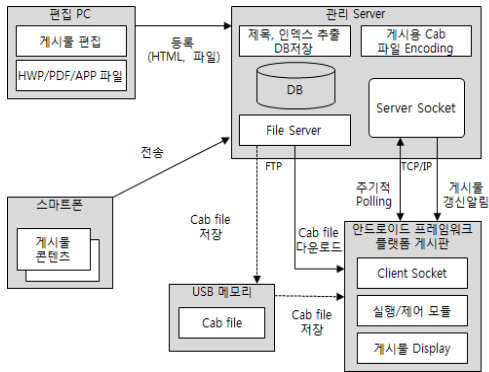 편집 PC
게시물 편집
HWP/PDF/APP 파일
등록
(HTML, 파일)
관리 Server
제목, 인덱스 추출
DB저장
게시용 Cab
파일 Encoding
DB
File Server
Server Socket
전송
FTP
TCP/IP
주기적
Polling
게시물
갱신알림
스마트폰
게시물
콘텐츠
Cab file
저장
Cab file
다운로드
안드로이드 프레임워크
플랫폼 게시판
Client Socket
실행/제어 모듈
게시물 Display
USB 메모리
Cab file
Cab file
저장